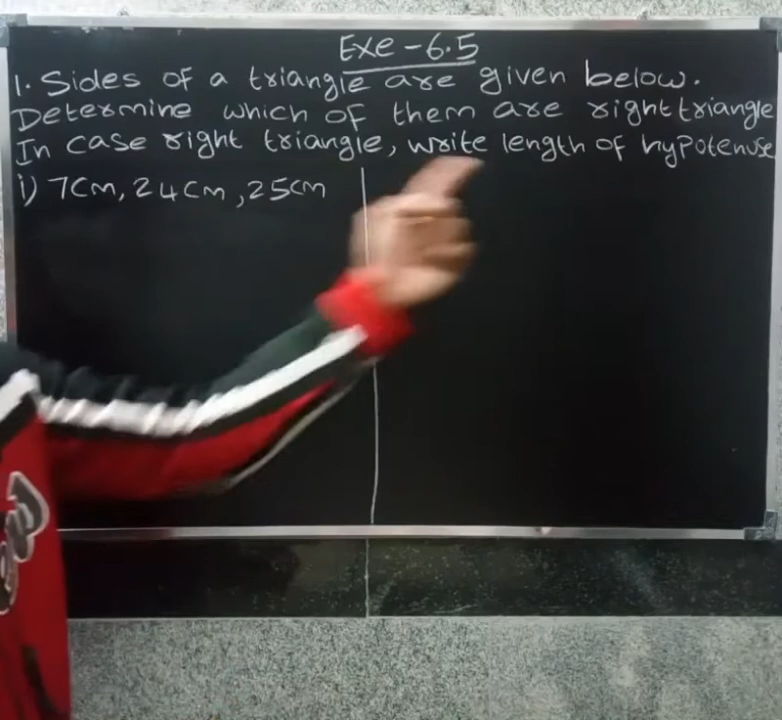 Exe-6.5
1. Sides of a triangle are given below.
Determine which of them are right triangle
In case right triangle, write length of hypotenuse
i) 7cm, 24cm, 25cm